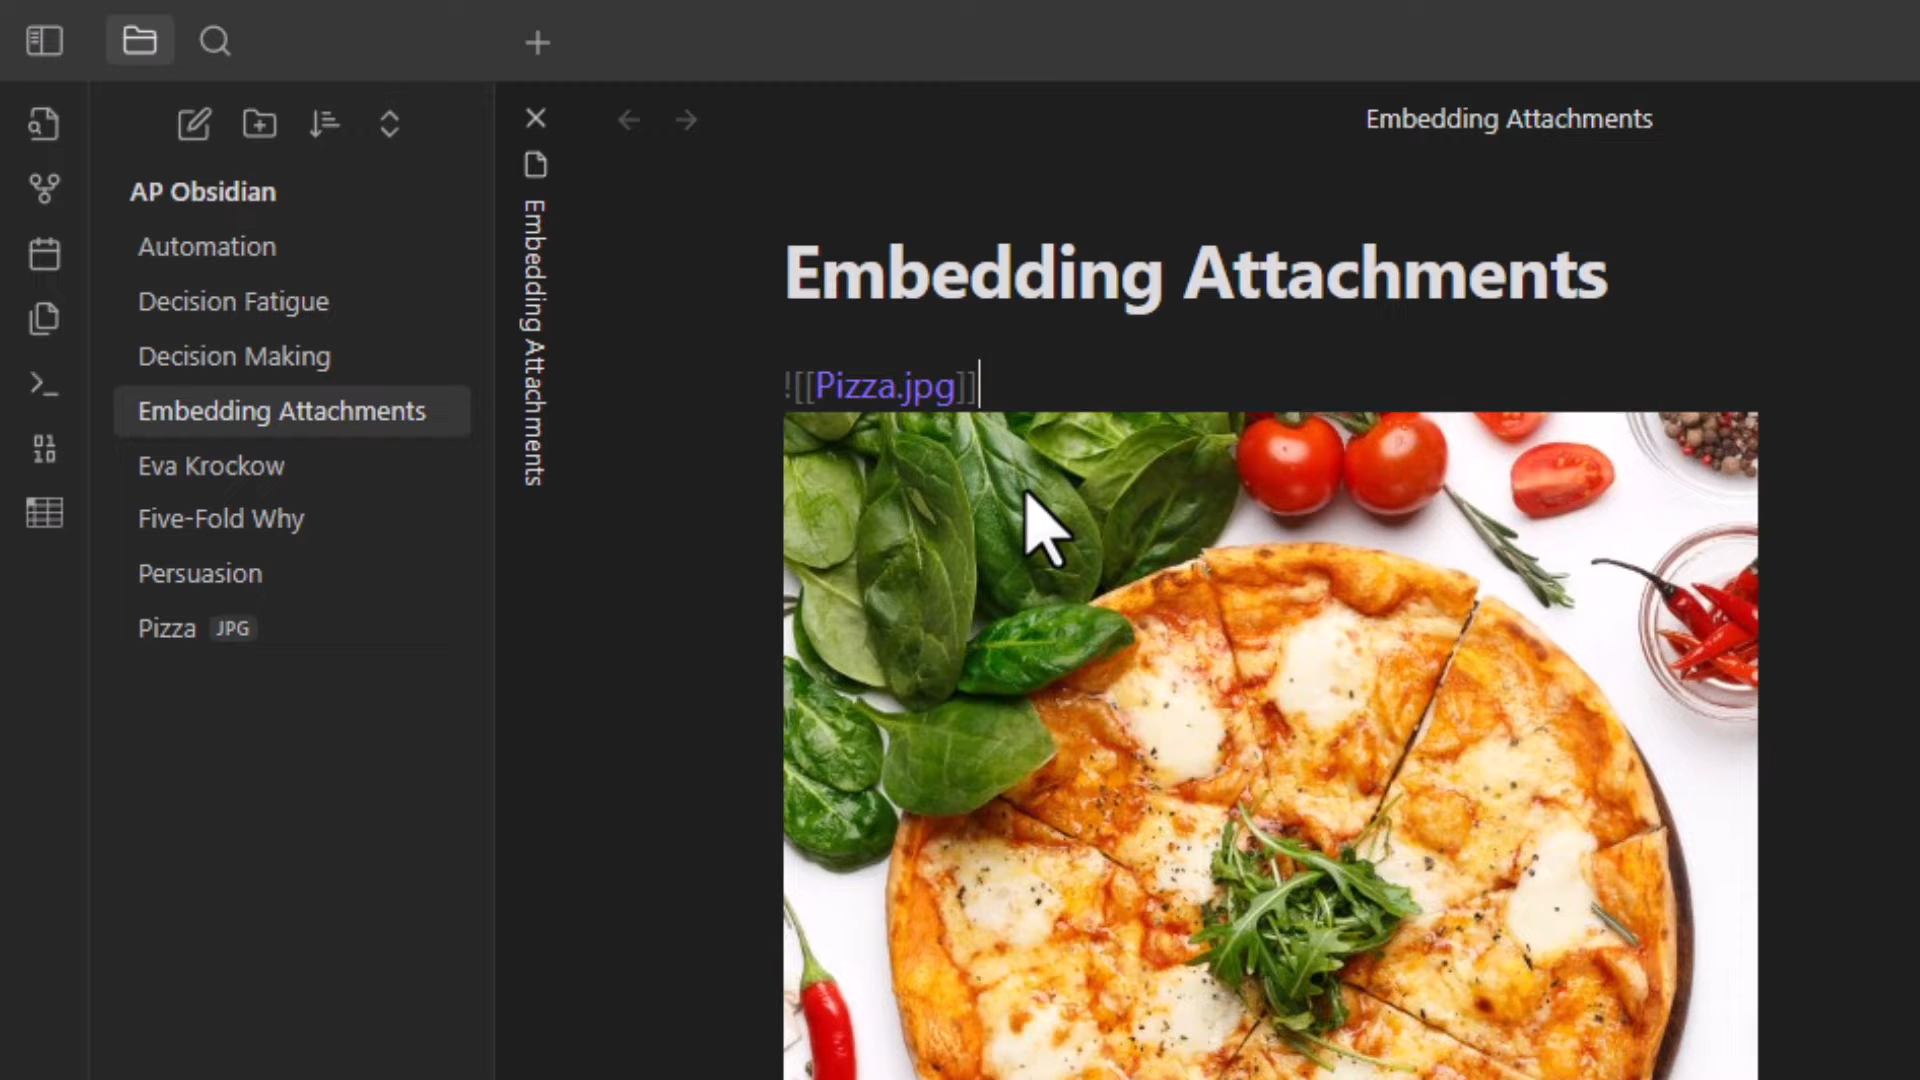 AP Obsidian
Automation
Decision Fatigue
Decision Making
Embedding Attachments
Eva Krockow
Five-Fold Why
Persuasion
Pizza JPG
Embedding Attachments
Embedding Attachments
Embedding Attachments
![[Pizza.jpg]]